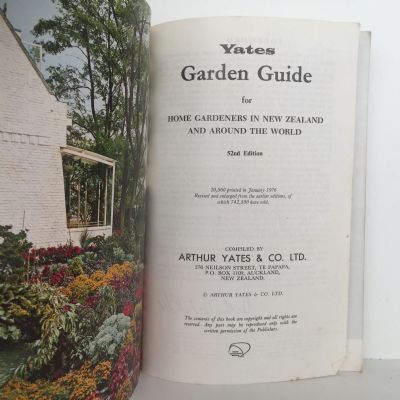 Yates
Garden Guide
for
HOME GARDENERS IN NEW ZEALAND
AND AROUND THE WORLD
52nd Edition
20,000 printed in January 1976
Revised and enlarged from the earlier editions, of
which 742,500 have sold.
COMPILED BY
ARTHUR YATES & CO. LTD.
270 NEILSON STREET, TE PAPAPA,
P.O. BOX 1109, AUCKLAND,
NEW ZEALAND.
© ARTHUR YATES & CO. LTD.
The contents of this book are copyright and all rights are
reserved. Any part may be reproduced only with the
written permission of the Publishers.